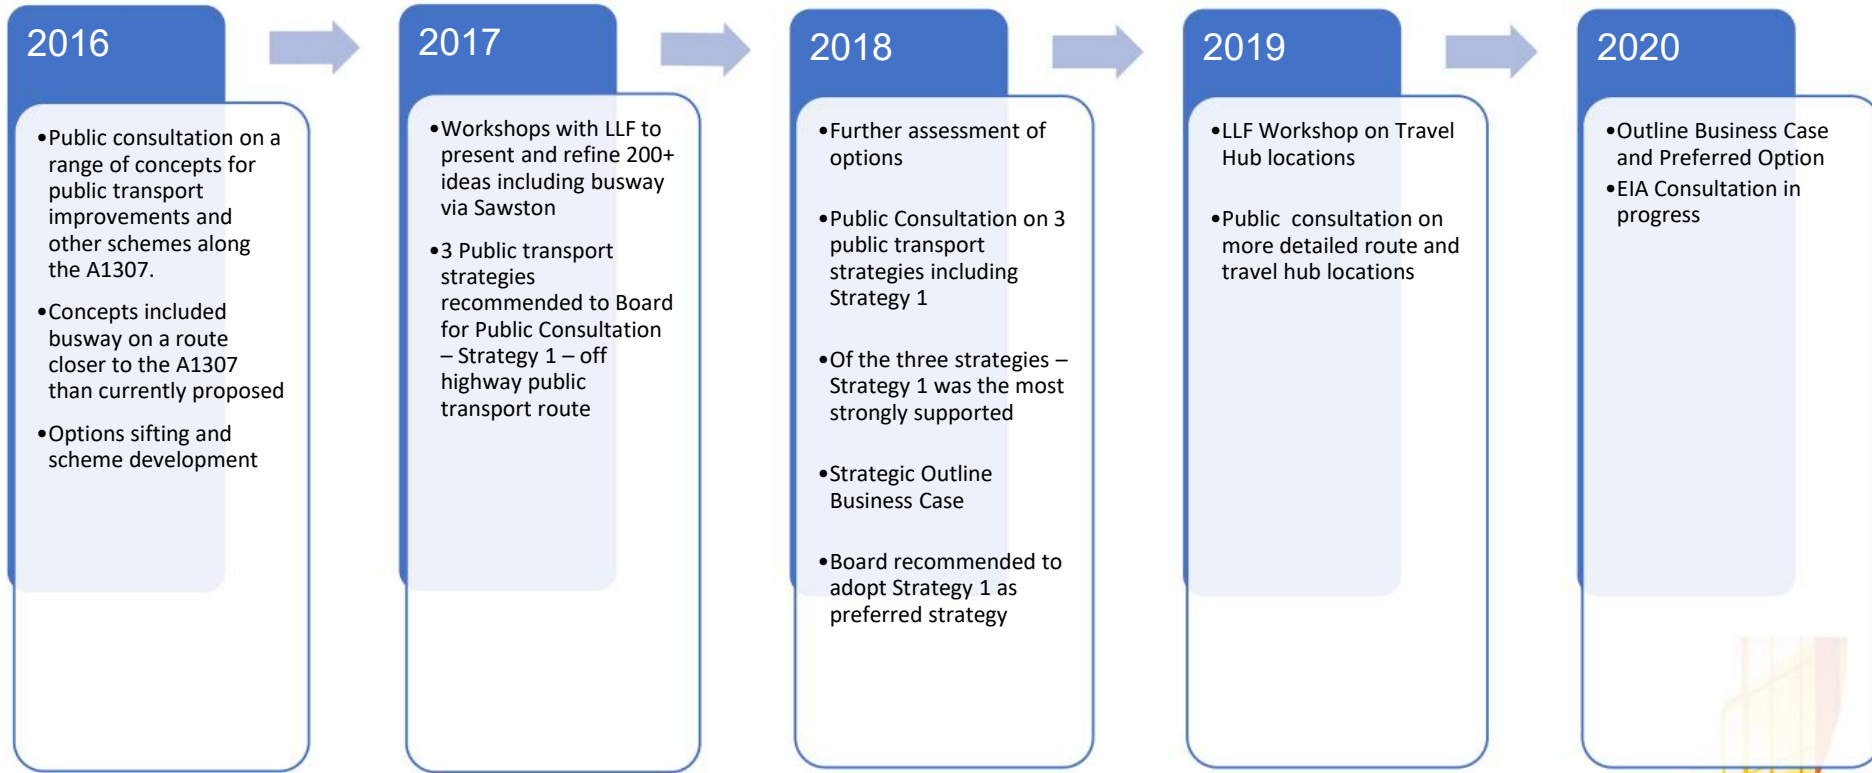 2016
•Public consultation on a
range of concepts for
public transport
improvements and
other schemes along
the A1307.
•Concepts included
busway on a route
closer to the A1307
than currently proposed
•Options sifting and
scheme development
2017
•Workshops with LLF to
present and refine 200+
ideas including busway
via Sawston
•3 Public transport
strategies
recommended to Board
for Public Consultation
– Strategy 1 – off
highway public
transport route
2018
•Further assessment of
options
•Public Consultation on 3
public transport
strategies including
Strategy 1
•Of the three strategies –
Strategy 1 was the most
strongly supported
•Strategic Outline
Business Case
•Board recommended to
adopt Strategy 1 as
preferred strategy
2019
•LLF Workshop on Travel
Hub locations
•Public consultation on
more detailed route and
travel hub locations
2020
•Outline Business Case
and Preferred Option
•EIA Consultation in
progress